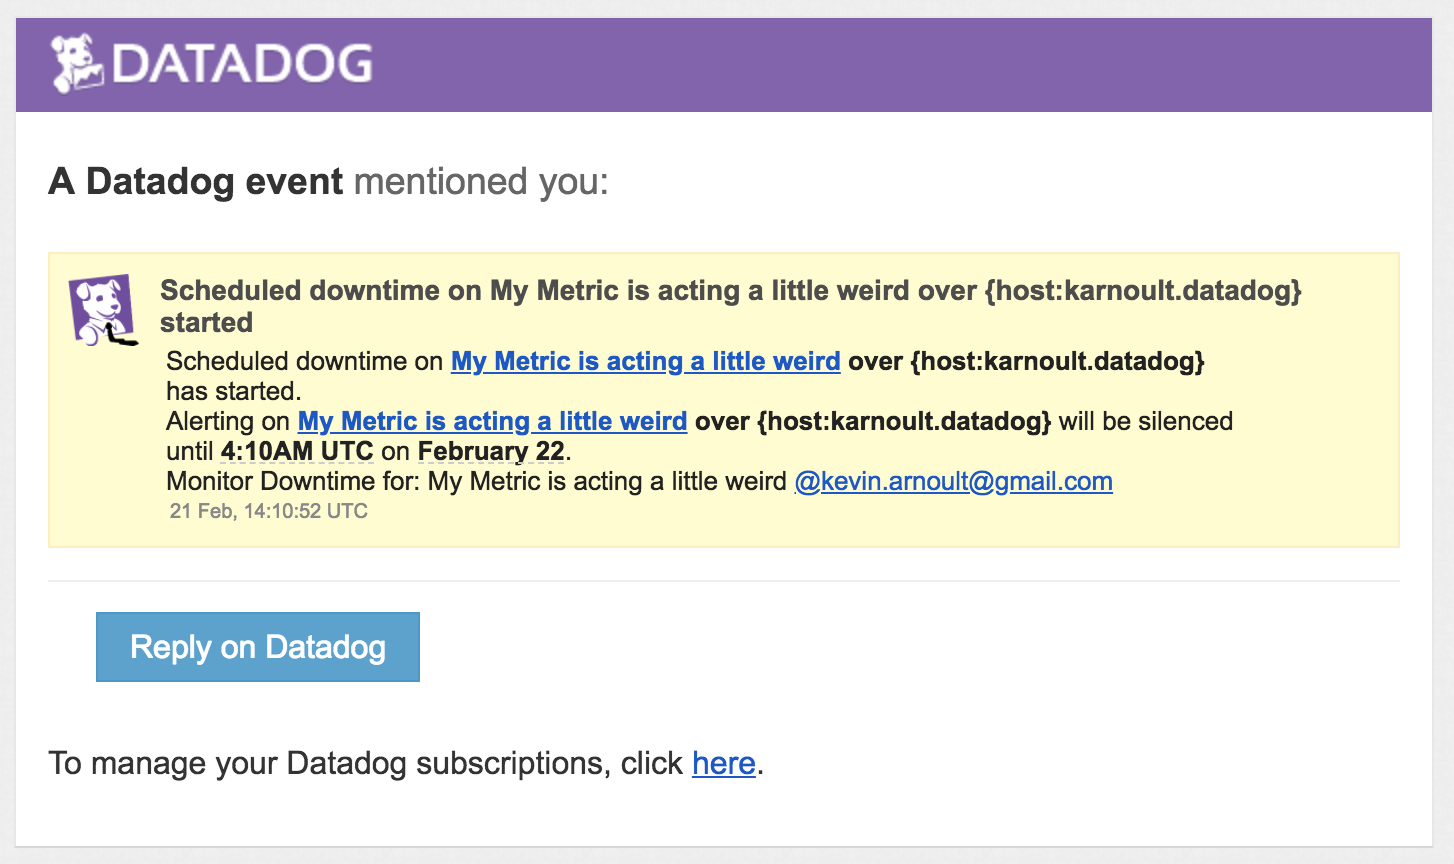 DATADOG
A Datadog event mentioned you:
Scheduled downtime on My Metric is acting a little weird over {host:karnoult.datadog}
started
Scheduled downtime on My Metric is acting a little weird over {host:karnoult.datadog}
has started.
Alerting on My Metric is acting a little weird over {host:karnoult.datadog} will be silenced
until 4:10AM UTC on February 22.
Monitor Downtime for: My Metric is acting a little weird @kevin.arnoult@gmail.com
21 Feb, 14:10:52 UTC
Reply on Datadog
To manage your Datadog subscriptions, click here.